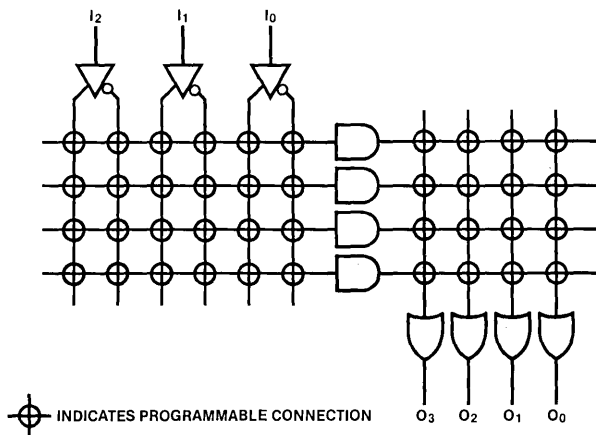 I₂ I₁ I₀
INDICATES PROGRAMMABLE CONNECTION
O₃ O₂ O₁ O₀